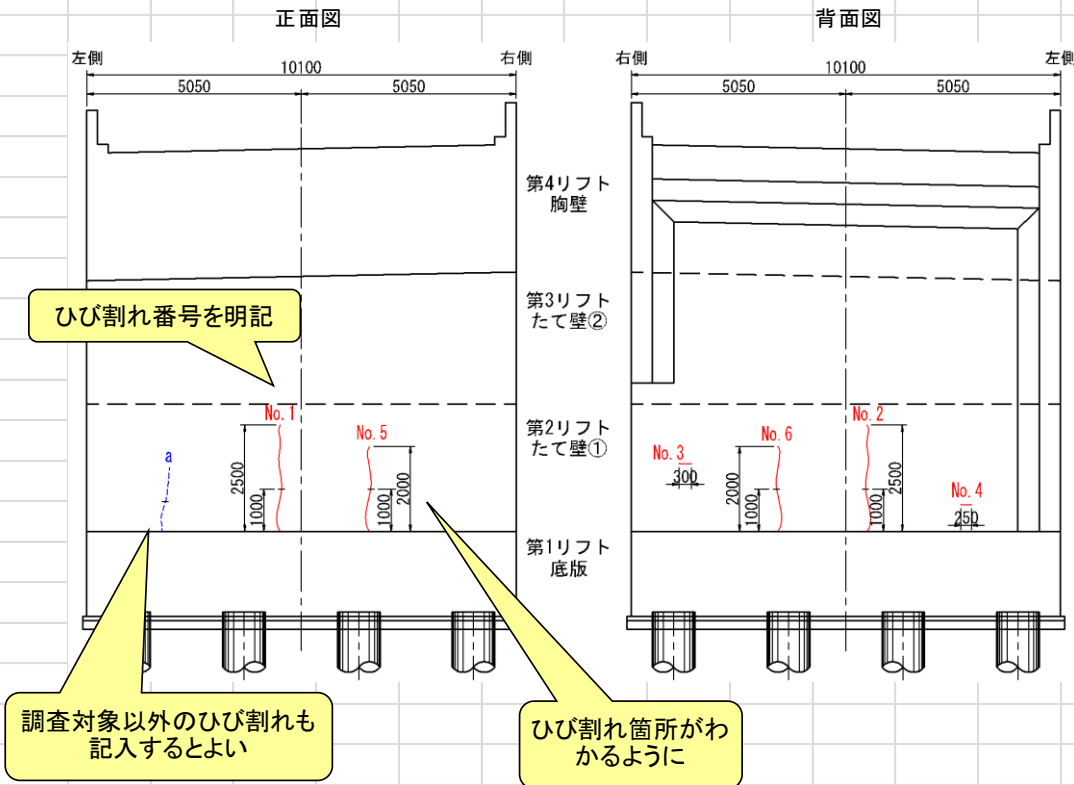 正面図
背面図
左側
右側
10100
5050
5050
右側
左側
10100
5050
5050
第4リフト
胸壁
第3リフト
たて壁②
第2リフト
たて壁①
第1リフト
底版
ひび割れ番号を明記
a
No. 1
2500
1000
No. 5
1000
2000
No. 3
300
No. 6
2000
1000
No. 2
1000
2500
No. 4
250
調査対象以外のひび割れも
記入するとよい
ひび割れ箇所がわ
かるように